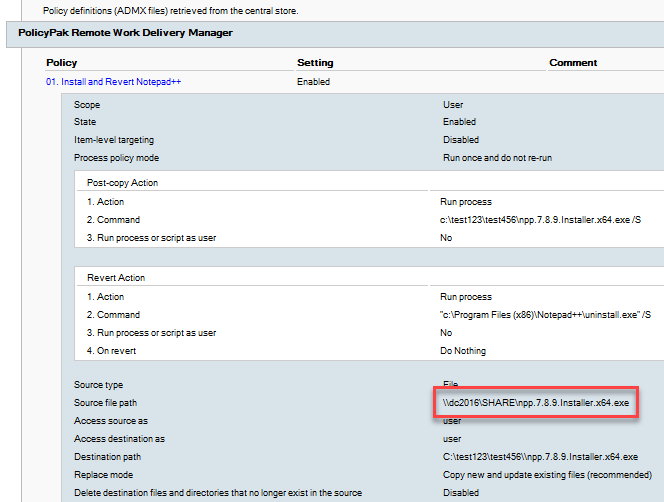 Policy definitions (ADMX files) retrieved from the central store.
PolicyPak Remote Work Delivery Manager
Policy Setting Comment
01. Install and Revert Notepad++ Enabled
Scope User
State Enabled
Item-level targeting Disabled
Process policy mode Run once and do not re-run
Post-copy Action
1. Action Run process
2. Command c:\test123\test456\npp.7.8.9.Installer.x64.exe /S
3. Run process or script as user No
Revert Action
1. Action Run process
2. Command "c:\Program Files (x86)\Notepad++\uninstall.exe" /S
3. Run process or script as user No
4. On revert Do Nothing
Source type File
Source file path \\dc2016\SHARE\npp.7.8.9.Installer.x64.exe
Access source as user
Access destination as user
Destination path C:\test123\test456\\npp.7.8.9.Installer.x64.exe
Replace mode Copy new and update existing files (recommended)
Delete destination files and directories that no longer exist in the source Disabled